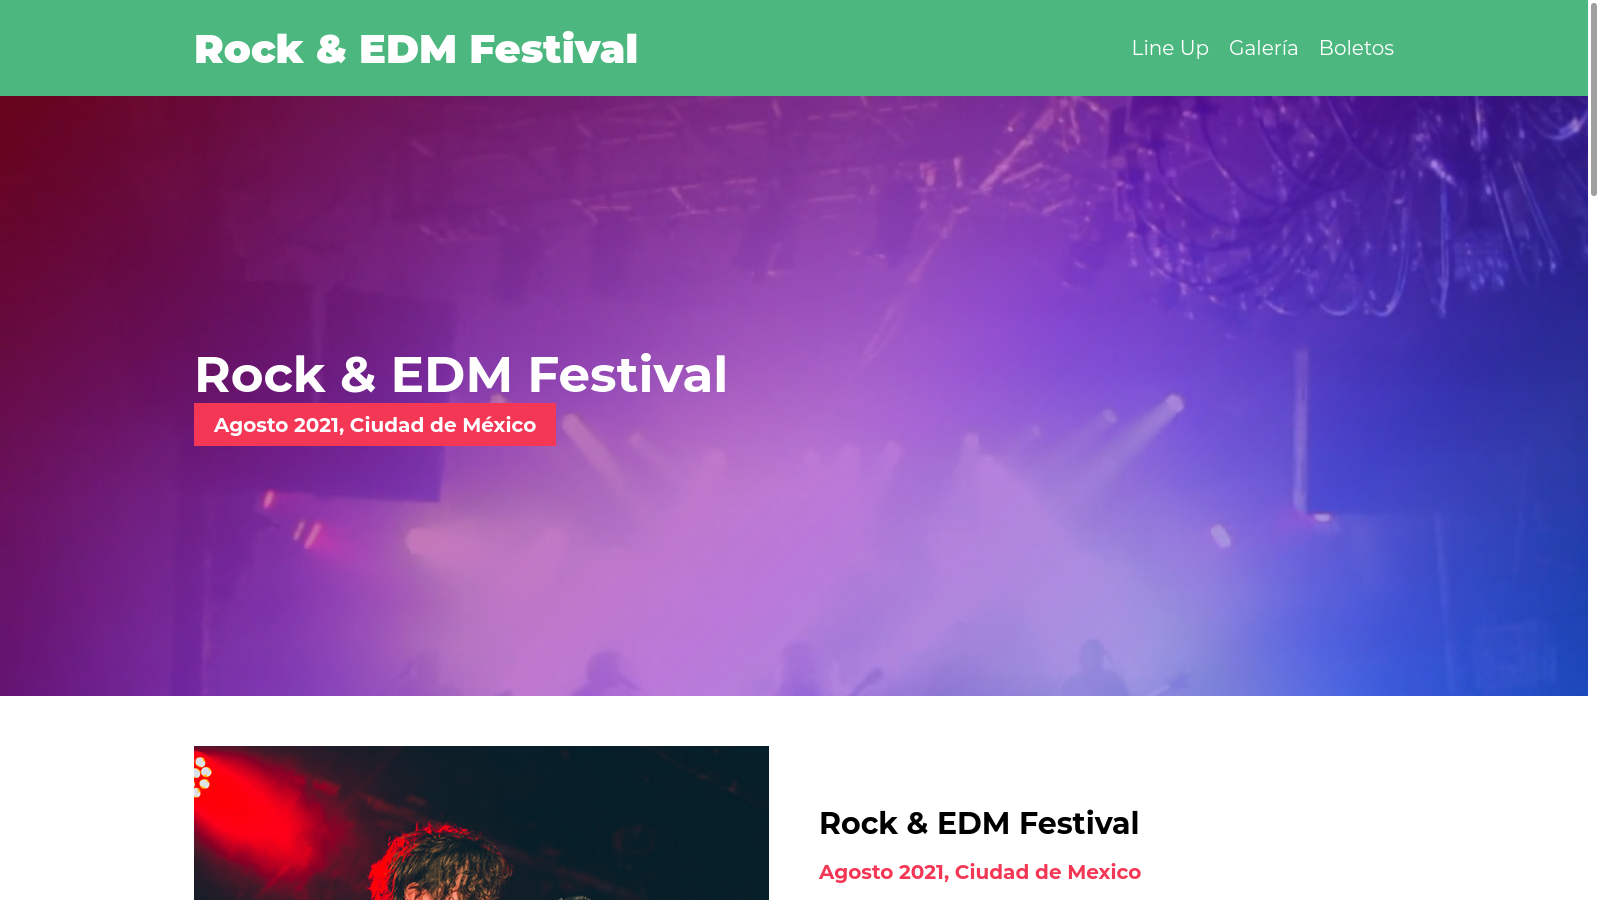 Rock & EDM Festival
Line Up Galería Boletos
Rock & EDM Festival
Agosto 2021, Ciudad de México
Rock & EDM Festival
Agosto 2021, Ciudad de Mexico